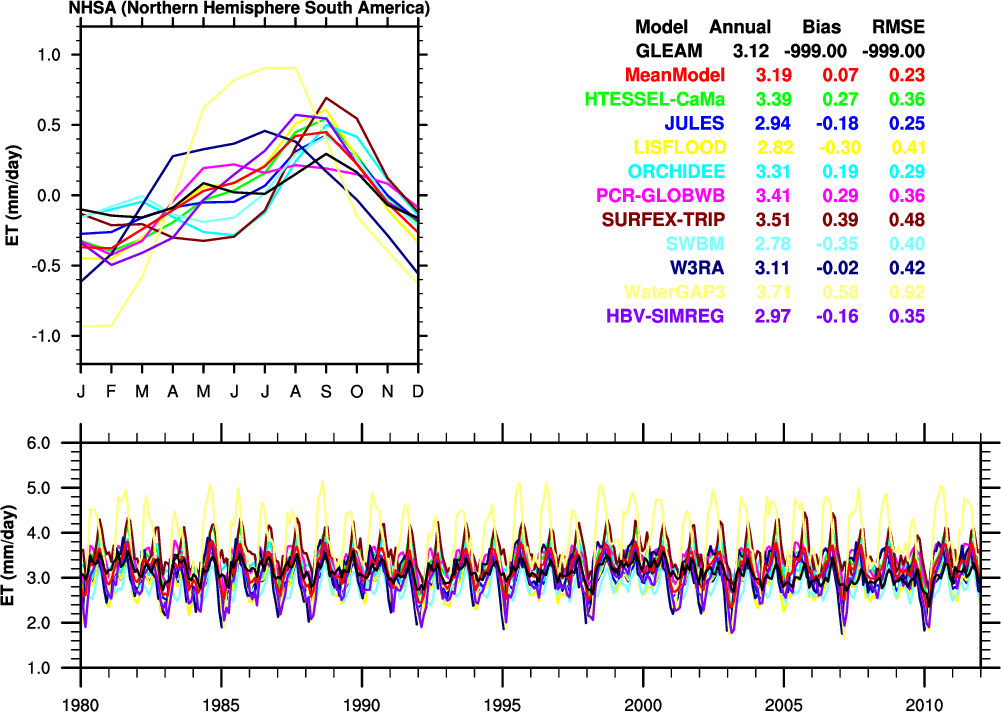 NHSA (Northern Hemisphere South America)
1.0
0.5
0.0
-0.5
-1.0
ET (mm/day)
J F M A M J J A S O N D
Model Annual Bias RMSE
GLEAM 3.12 -999.00 -999.00
MeanModel 3.19 0.07 0.23
HTESSEL-CaMa 3.39 0.27 0.36
JULES 2.94 -0.18 0.25
LISFLOOD 2.82 -0.30 0.41
ORCHIDEE 3.31 0.19 0.29
PCR-GLOBWB 3.41 0.29 0.36
SURFEX-TRIP 3.51 0.39 0.48
SWBM 2.78 -0.35 0.40
W3RA 3.11 -0.02 0.42
WaterGAP3 3.71 0.58 0.92
HBV-SIMREG 2.97 -0.16 0.35
6.0
5.0
4.0
3.0
2.0
1.0
ET (mm/day)
1980 1985 1990 1995 2000 2005 2010